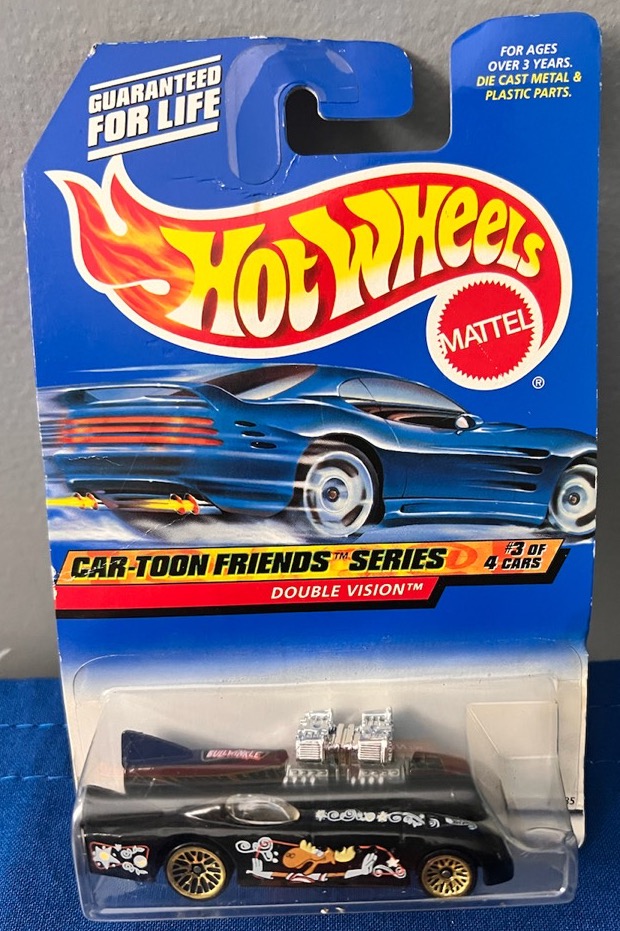 GUARANTEED
FOR LIFE
FOR AGES
OVER 3 YEARS.
DIE CAST METAL &
PLASTIC PARTS.
HOT WHEELS
MATTEL
®
CAR-TOON FRIENDS™ SERIES
#3 OF
4 CARS
DOUBLE VISION™
BULLWINKLE